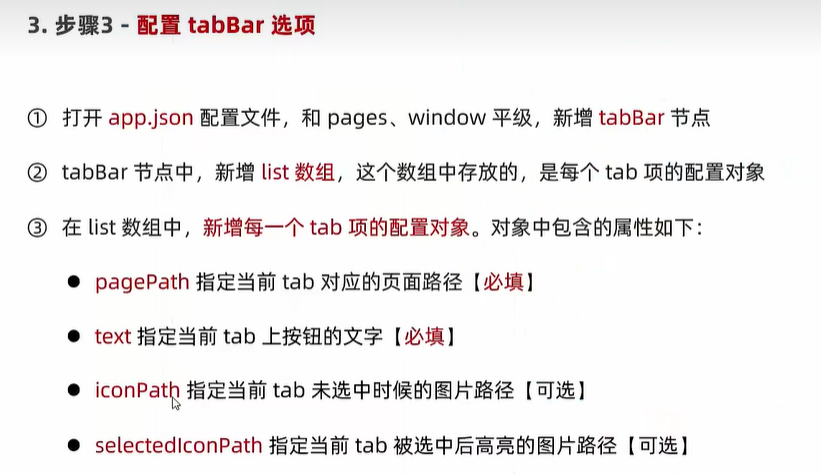 3. 步骤3 - 配置 tabBar 选项
① 打开 app.json 配置文件，和 pages、window 平级，新增 tabBar 节点
② tabBar 节点中，新增 list 数组，这个数组中存放的，是每个 tab 项的配置对象
③ 在 list 数组中，新增每一个 tab 项的配置对象。对象中包含的属性如下：
● pagePath 指定当前 tab 对应的页面路径【必填】
● text 指定当前 tab 上按钮的文字【必填】
● iconPath 指定当前 tab 未选中时候的图片路径【可选】
● selectedIconPath 指定当前 tab 被选中后高亮的图片路径【可选】